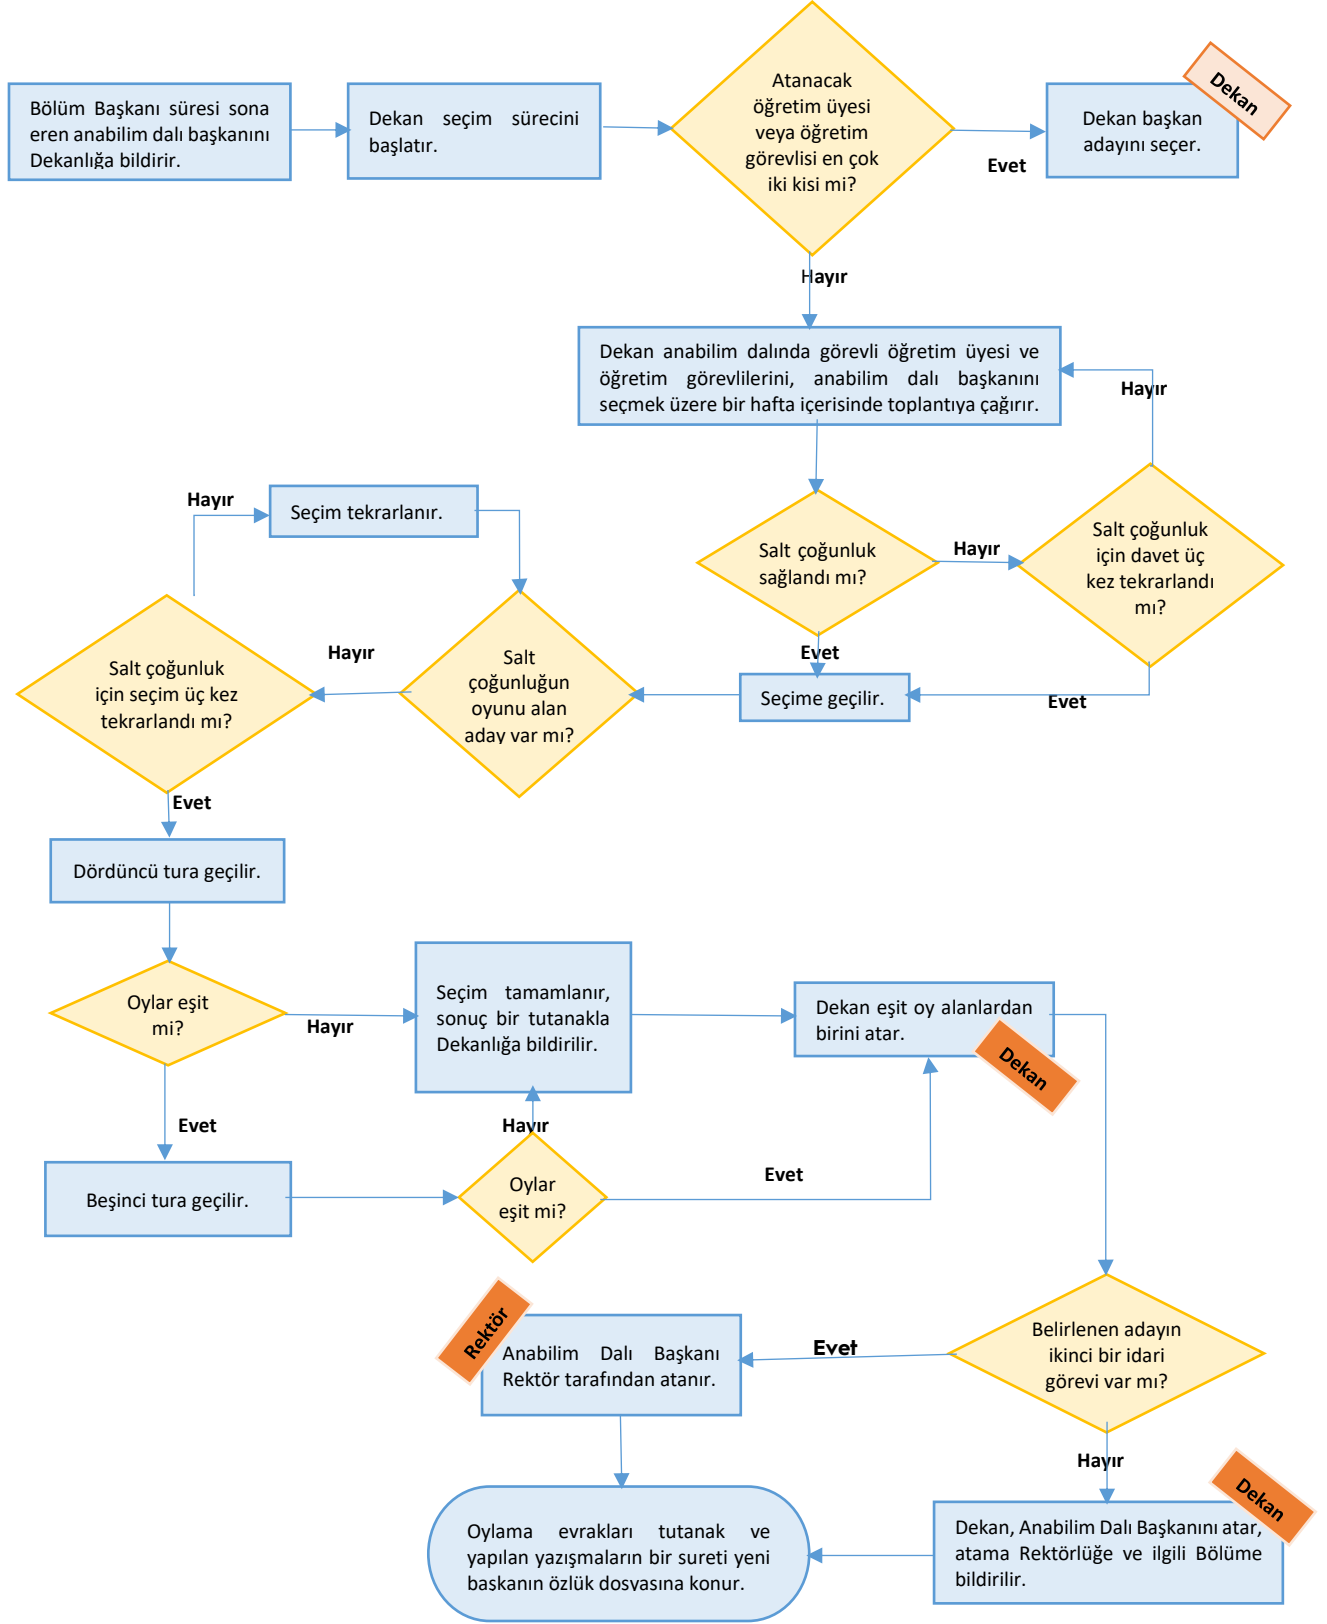 Bölüm Başkanı süresi sona
eren anabilim dalı başkanını
Dekanlığa bildirir.
Dekan seçim sürecini
başlatır.
Atanacak
öğretim üyesi
veya öğretim
görevlisi en çok
iki kişi mi?
Evet
Dekan başkan
adayını seçer.
Dekan
Hayır
Dekan anabilim dalında görevli öğretim üyesi ve
öğretim görevlilerini, anabilim dalı başkanını
seçmek üzere bir hafta içerisinde toplantıya çağırır.
Hayır
Salt çoğunluk
sağlandı mı?
Hayır
Salt çoğunluk
için davet üç
kez tekrarlandı
mı?
Evet
Evet
Seçime geçilir.
Hayır
Seçim tekrarlanır.
Salt
çoğunluğun
oyunu alan
aday var mı?
Hayır
Salt çoğunluk
için seçim üç kez
tekrarlandı mı?
Evet
Dördüncü tura geçilir.
Oylar eşit
mi?
Hayır
Seçim tamamlanır,
sonuç bir tutanakla
Dekanlığa bildirilir.
Dekan eşit oy alanlardan
birini atar.
Dekan
Evet
Hayır
Beşinci tura geçilir.
Oylar
eşit mi?
Evet
Belirlenen adayın
ikinci bir idari
görevi var mı?
Evet
Rektör
Anabilim Dalı Başkanı
Rektör tarafından atanır.
Hayır
Dekan
Dekan, Anabilim Dalı Başkanını atar,
atama Rektörlüğe ve ilgili Bölüme
bildirilir.
Oylama evrakları tutanak ve
yapılan yazışmaların bir sureti yeni
başkanın özlük dosyasına konur.